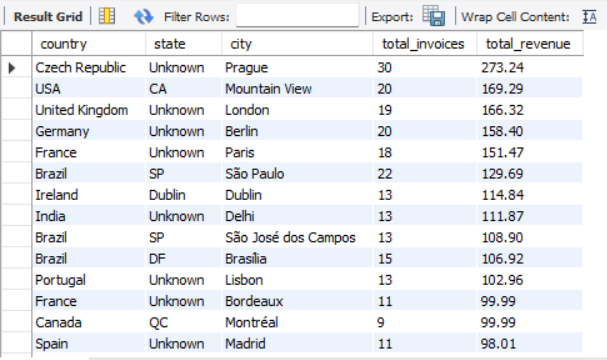 Result Grid Filter Rows: Export: Wrap Cell Content: IA
country state city total_invoices total_revenue
Czech Republic Unknown Prague 30 273.24
USA CA Mountain View 20 169.29
United Kingdom Unknown London 19 166.32
Germany Unknown Berlin 20 158.40
France Unknown Paris 18 151.47
Brazil SP São Paulo 22 129.69
Ireland Dublin Dublin 13 114.84
India Unknown Delhi 13 111.87
Brazil SP São José dos Campos 13 108.90
Brazil DF Brasília 15 106.92
Portugal Unknown Lisbon 13 102.96
France Unknown Bordeaux 11 99.99
Canada QC Montréal 9 99.99
Spain Unknown Madrid 11 98.01